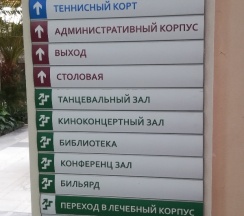 ТЕННИСНЫЙ КОРТ
АДМИНИСТРАТИВНЫЙ КОРПУС
ВЫХОД
СТОЛОВАЯ
ТАНЦЕВАЛЬНЫЙ ЗАЛ
КИНОКОНЦЕРТНЫЙ ЗАЛ
БИБЛИОТЕКА
КОНФЕРЕНЦ ЗАЛ
БИЛЬЯРД
ПЕРЕХОД В ЛЕЧЕБНЫЙ КОРПУС